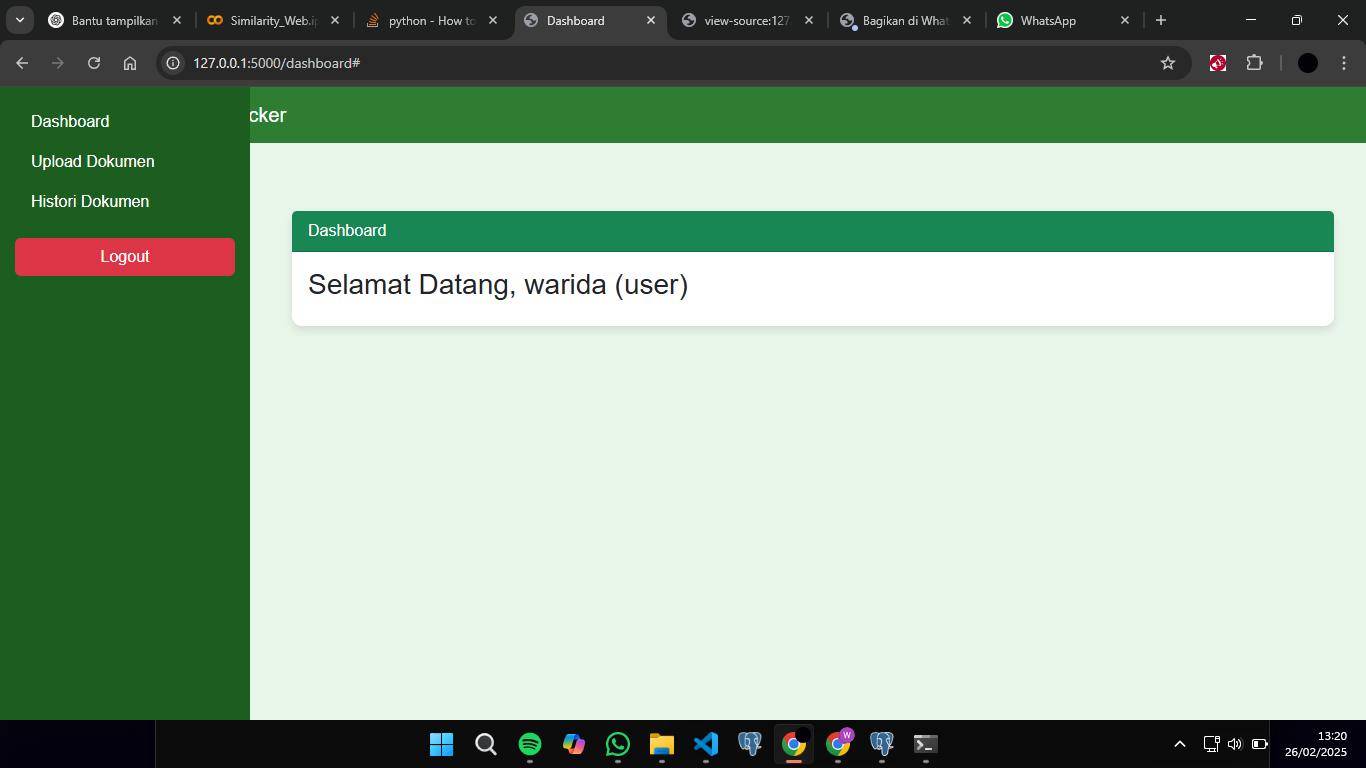 Bantu tampilkan
Similarity_Web.ip
python - How to
Dashboard
view-source:127
Bagikan di What
WhatsApp
127.0.0.1:5000/dashboard#
Dashboard
cker
Upload Dokumen
Histori Dokumen
Logout
Dashboard
Selamat Datang, warida (user)
W
13:20
26/02/2025